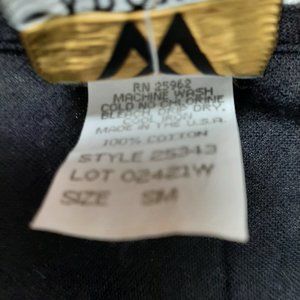 RN 25962
MACHINE WASH
COLD NO CHLORINE
BLEACH DRY.
COOL IRON
MADE IN THE U.S.A.
100% COTTON
STYLE 25343
LOT 02421W
SIZE SM